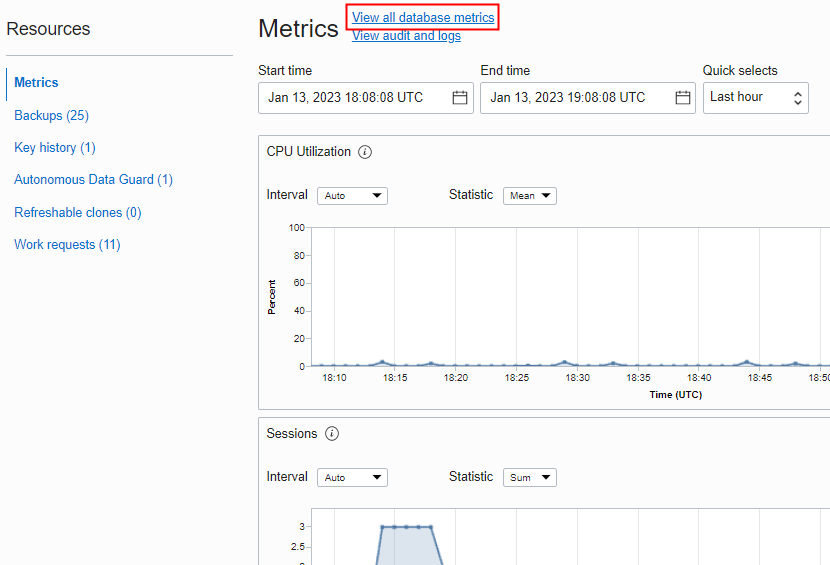 Resources
Metrics
Backups (25)
Key history (1)
Autonomous Data Guard (1)
Refreshable clones (0)
Work requests (11)
Metrics
View all database metrics
View audit and logs
Start time
End time
Quick selects
Jan 13, 2023 18:08:08 UTC
Jan 13, 2023 19:08:08 UTC
Last hour
CPU Utilization
Interval
Auto
Statistic
Mean
100
80
60
40
20
0
Percent
18:10 18:15 18:20 18:25 18:30 18:35 18:40 18:45 18:50
Time (UTC)
Sessions
Interval
Auto
Statistic
Sum
3
2.5